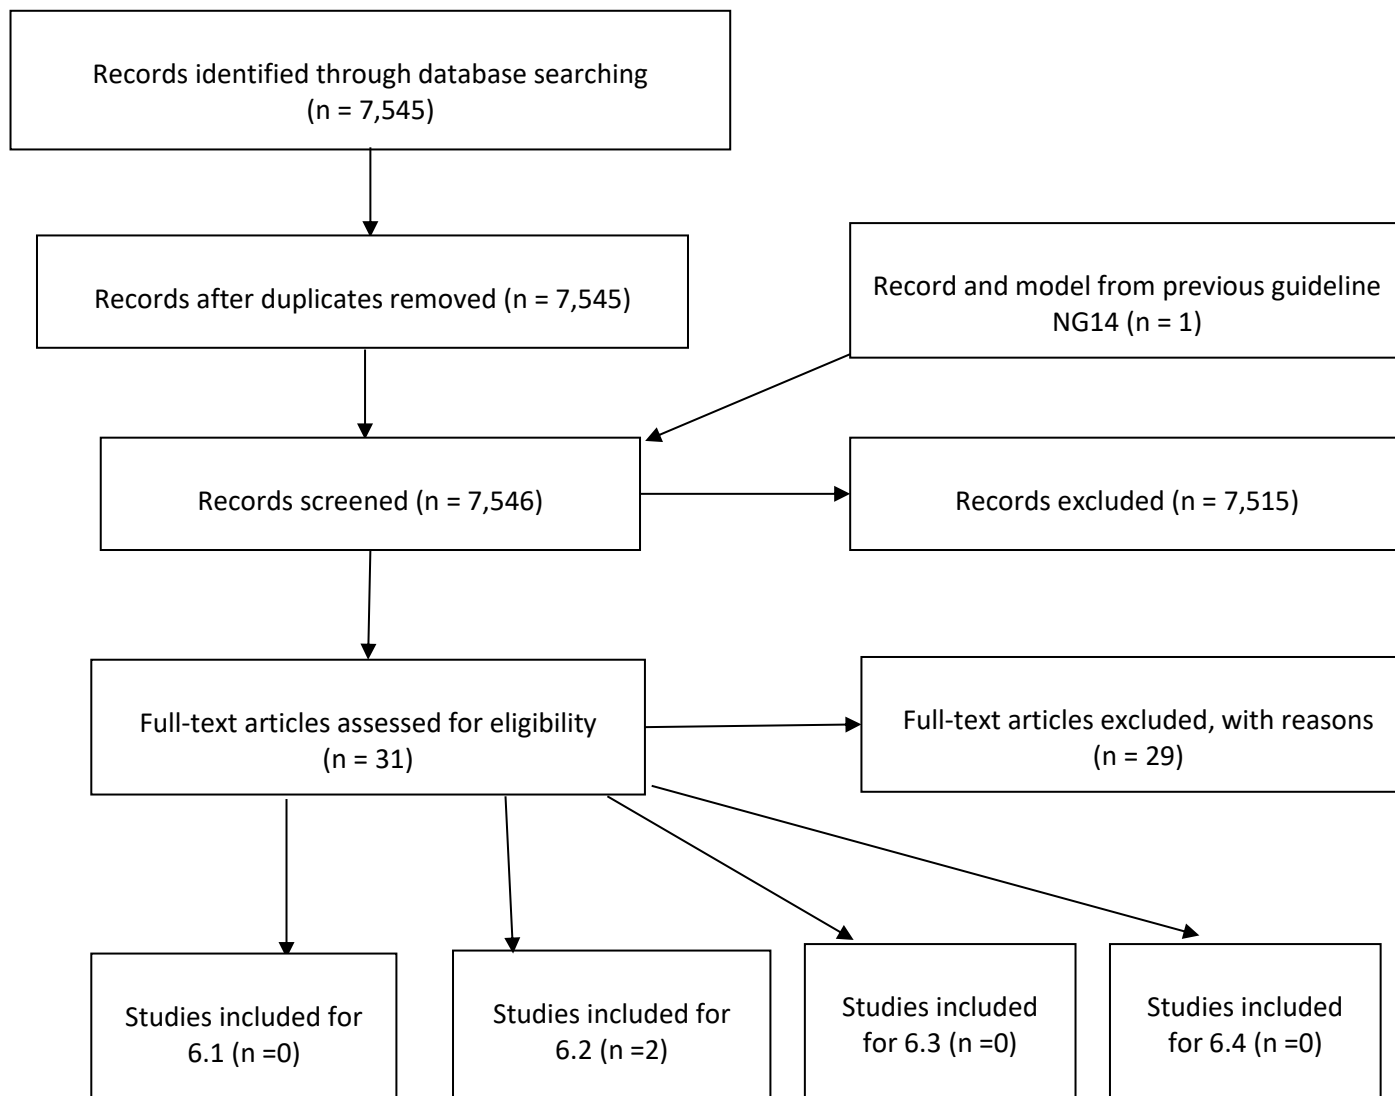 Records identified through database searching
(n = 7,545)
Records after duplicates removed (n = 7,545)
Record and model from previous guideline
NG14 (n = 1)
Records screened (n = 7,546)
Records excluded (n = 7,515)
Full-text articles assessed for eligibility
(n = 31)
Full-text articles excluded, with reasons
(n = 29)
Studies included for
6.1 (n =0)
Studies included for
6.2 (n =2)
Studies included
for 6.3 (n =0)
Studies included
for 6.4 (n =0)